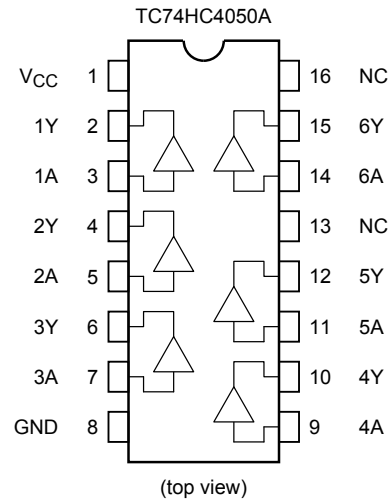 TC74HC4050A
VCC 1 16 NC
1Y 2 15 6Y
1A 3 14 6A
2Y 4 13 NC
2A 5 12 5Y
3Y 6 11 5A
3A 7 10 4Y
GND 8 9 4A
(top view)